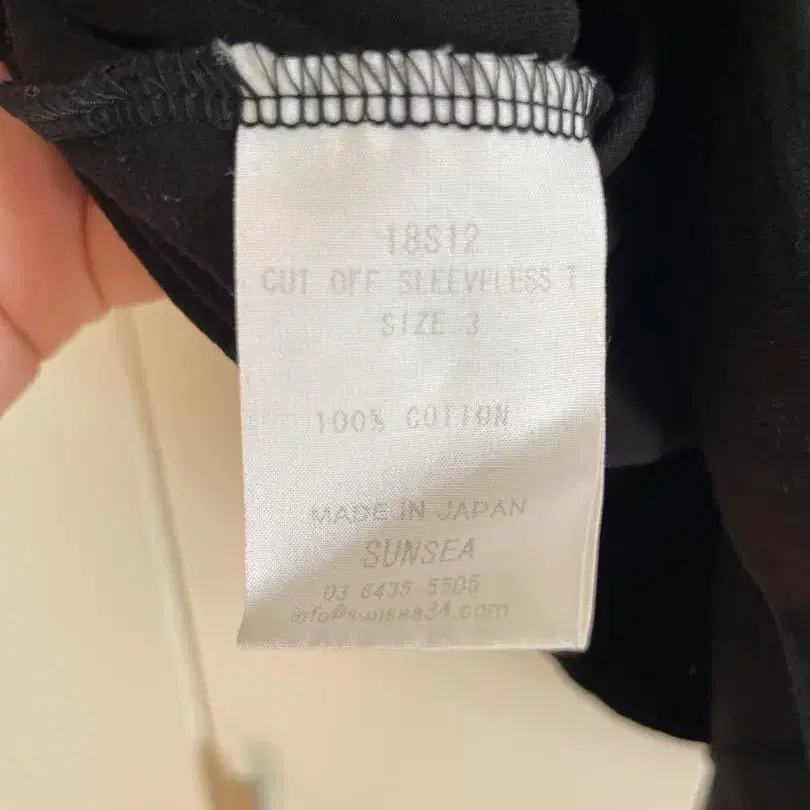 18S12
CUT OFF SLEEVELESS T
SIZE 3
100% COTTON
MADE IN JAPAN
SUNSEA
03 6435 5505
info@sunsea34.com